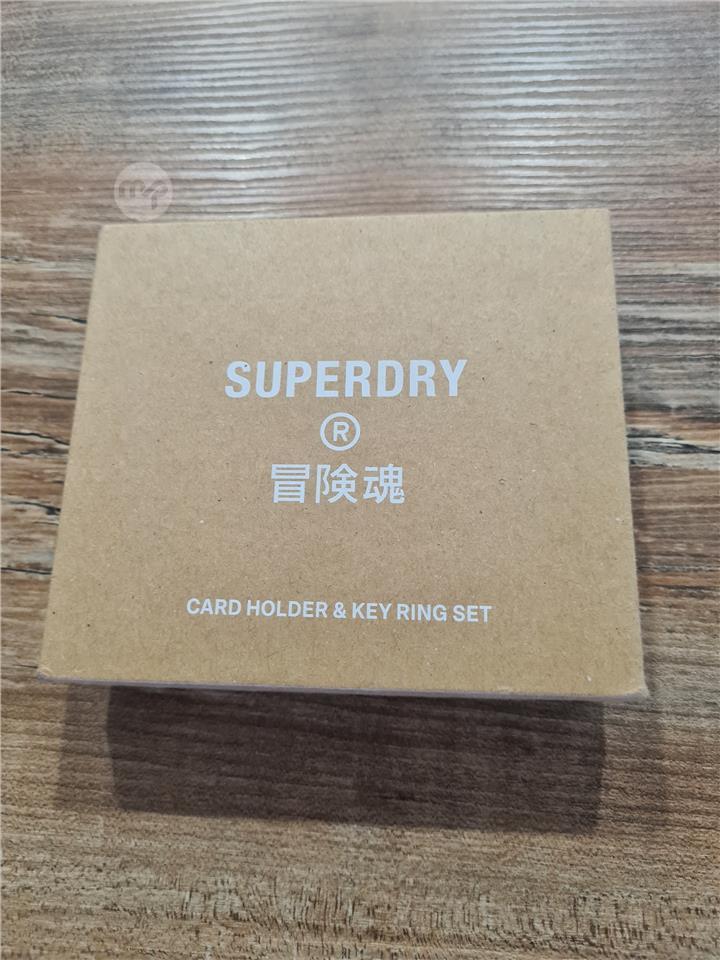 SUPERDRY
®
冒険魂
CARD HOLDER & KEY RING SET